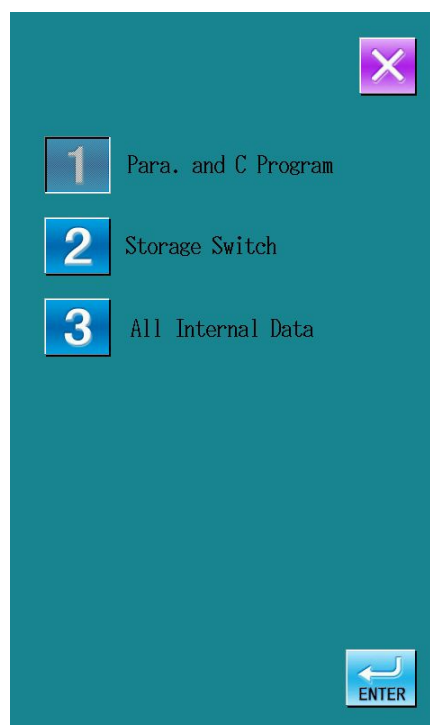 1 Para. and C Program
2 Storage Switch
3 All Internal Data
ENTER